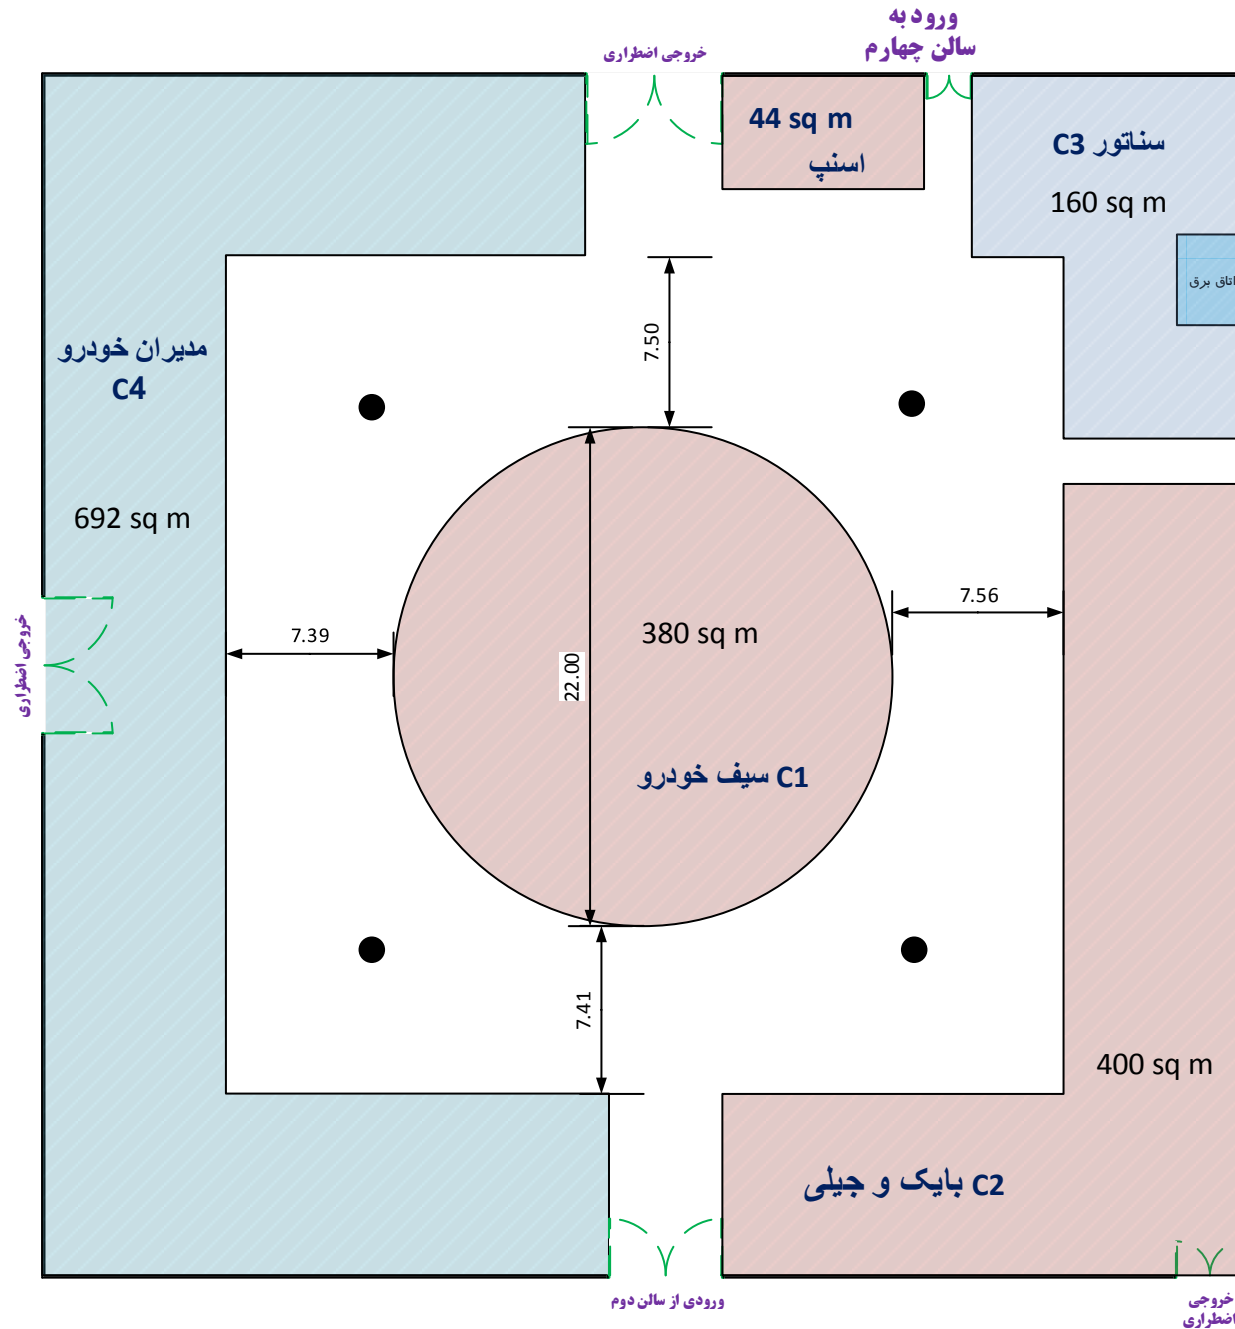 ورود به
سالن چهارم
خروجی اضطراری
44 sq m
اسنپ
سناتور C3
160 sq m
اتاق برق
مدیران خودرو
C4
7.50
692 sq m
7.39
7.56
380 sq m
22.00
خروجی اضطراری
C1 سیف خودرو
7.41
400 sq m
C2 بایک و جیلی
ورودی از سالن دوم
خروجی
اضطراری